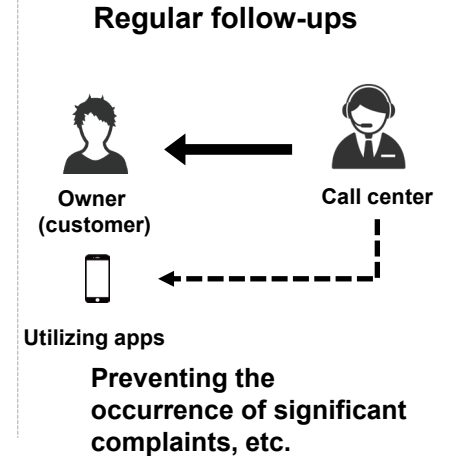 Regular follow-ups
Owner
(customer)
Call center
Utilizing apps
Preventing the
occurrence of significant
complaints, etc.